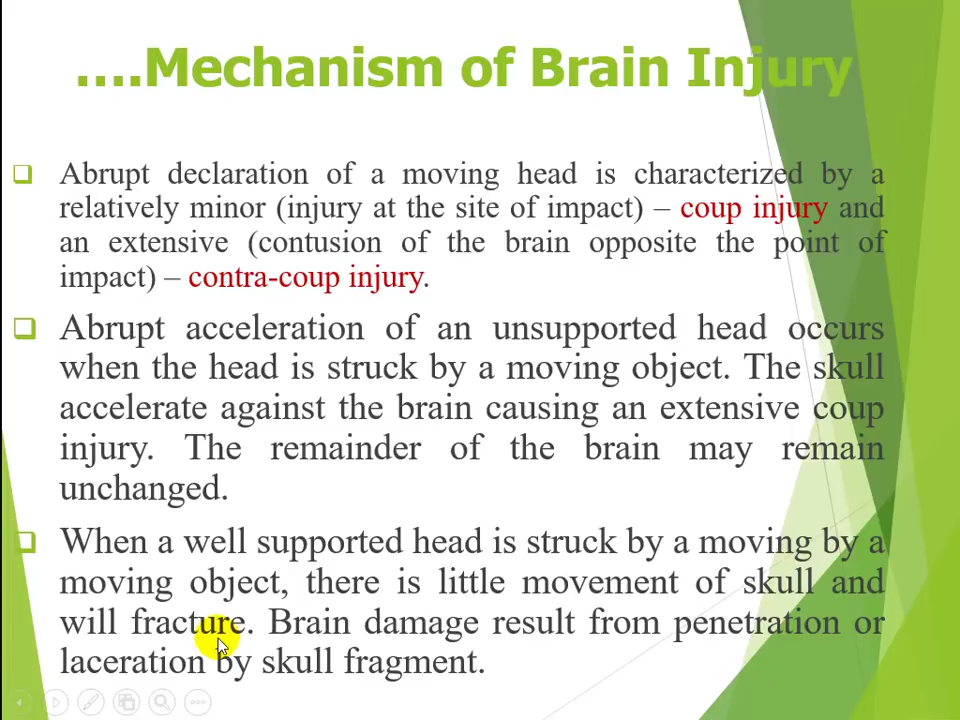 ....Mechanism of Brain Injury
Abrupt declaration of a moving head is characterized by a
relatively minor (injury at the site of impact) – coup injury and
an extensive (contusion of the brain opposite the point of
impact) – contra-coup injury.
Abrupt acceleration of an unsupported head occurs
when the head is struck by a moving object. The skull
accelerate against the brain causing an extensive coup
injury. The remainder of the brain may remain
unchanged.
When a well supported head is struck by a moving by a
moving object, there is little movement of skull and
will fracture. Brain damage result from penetration or
laceration by skull fragment.